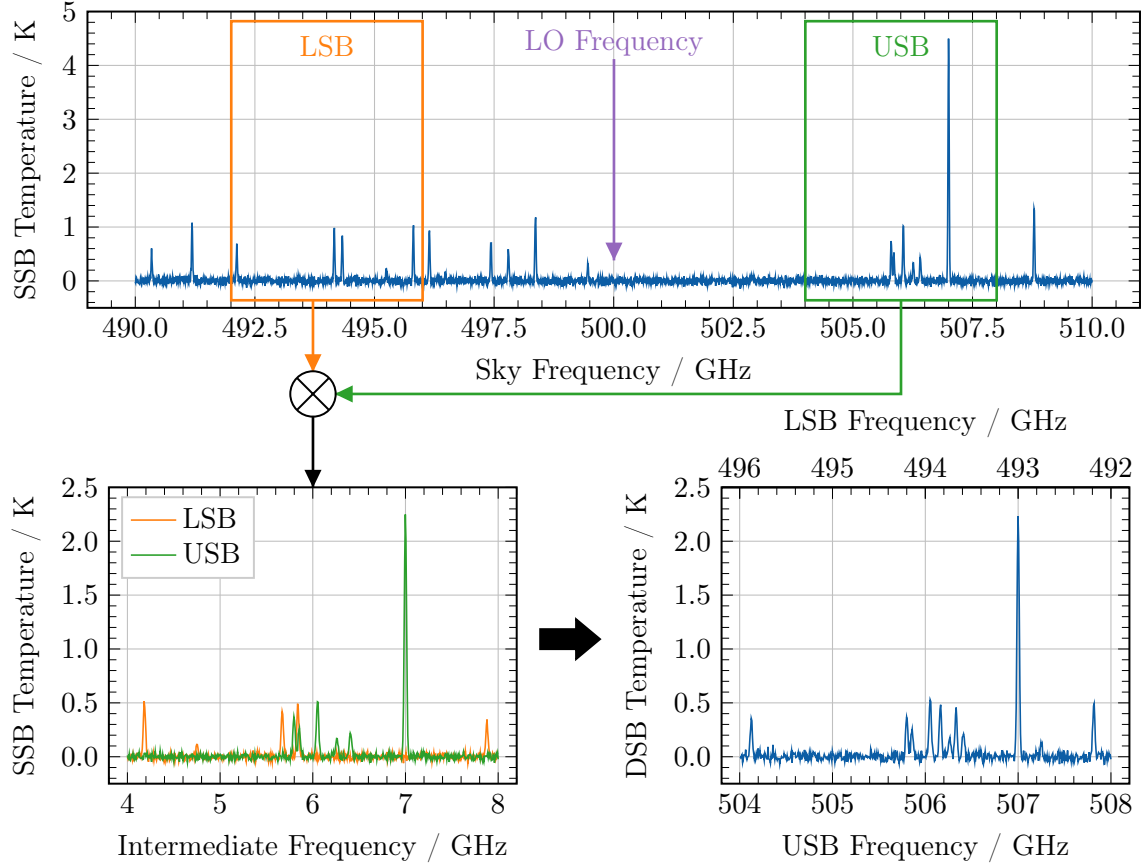 LSB
LO Frequency
USB
SSB Temperature / K
5
4
3
2
1
0
490.0 492.5 495.0 497.5 500.0 502.5 505.0 507.5 510.0
Sky Frequency / GHz
LSB Frequency / GHz
496 495 494 493 492
SSB Temperature / K
2.5
2.0
1.5
1.0
0.5
0.0
LSB
USB
4 5 6 7 8
Intermediate Frequency / GHz
DSB Temperature / K
2.5
2.0
1.5
1.0
0.5
0.0
504 505 506 507 508
USB Frequency / GHz